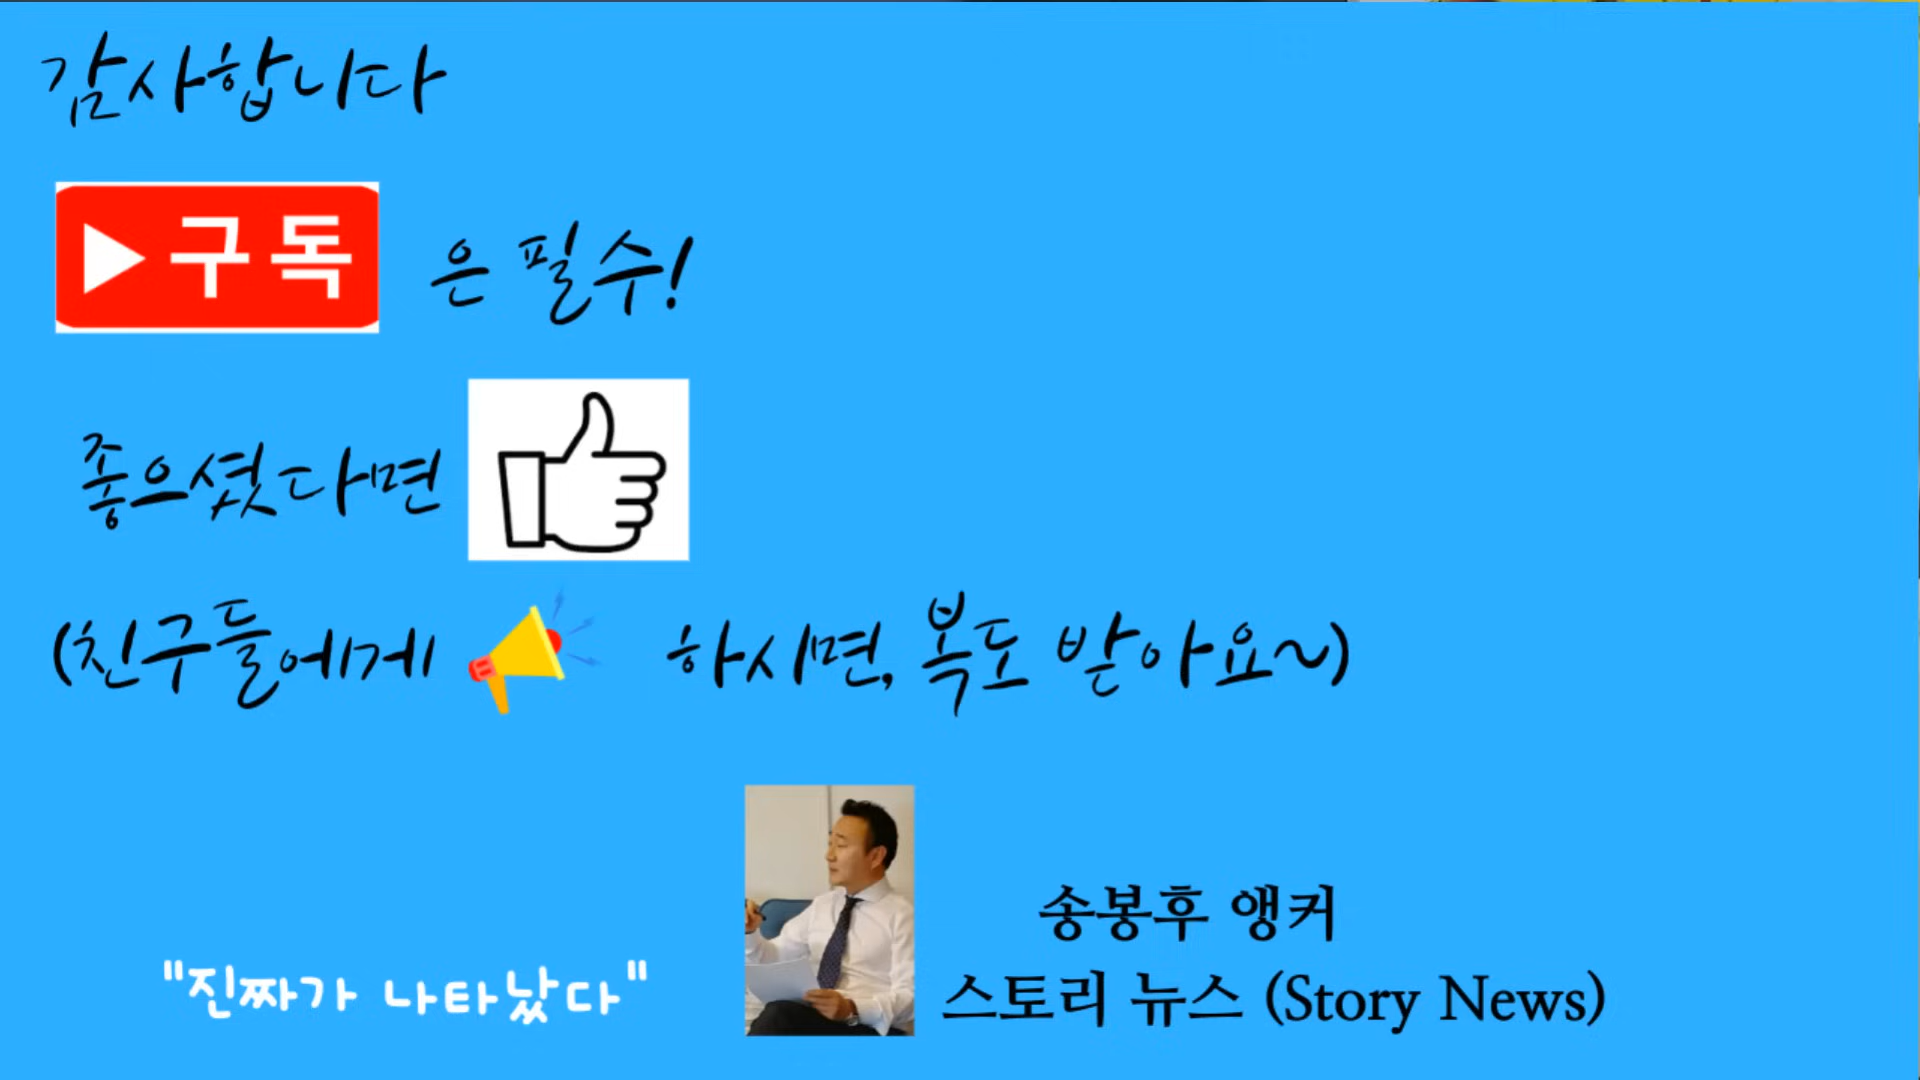 감사합니다
구독 은 필수!
좋으셨다면
(친구들에게 하시면, 복도 받아요~)
송봉후 앵커
"진짜가 나타났다"
스토리 뉴스 (Story News)